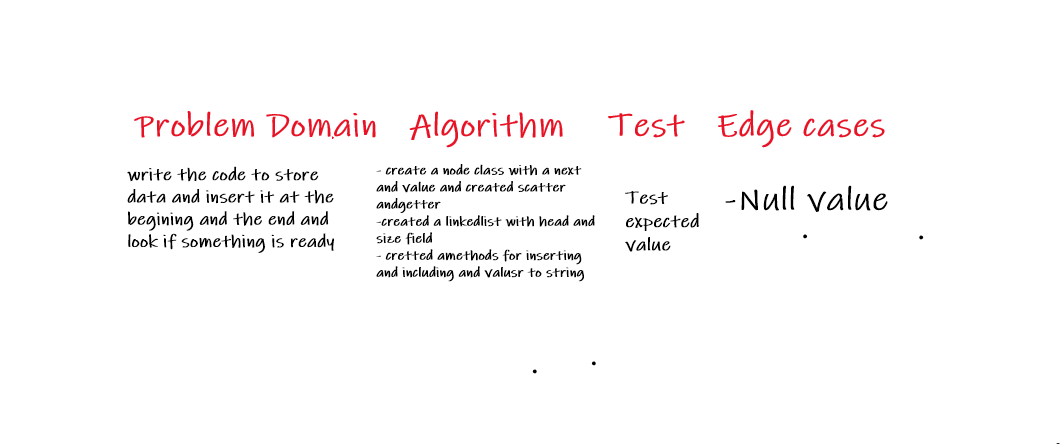 Problem Domain
write the code to store
data and insert it at the
begining and the end and
look if something is ready
Algorithm
- create a node class with a next
and value and created scatter
andgetter
-created a linkedlist with head and
size field
- cretted amethods for inserting
and including and valusr to string
Test
Test
expected
value
Edge cases
-Null value